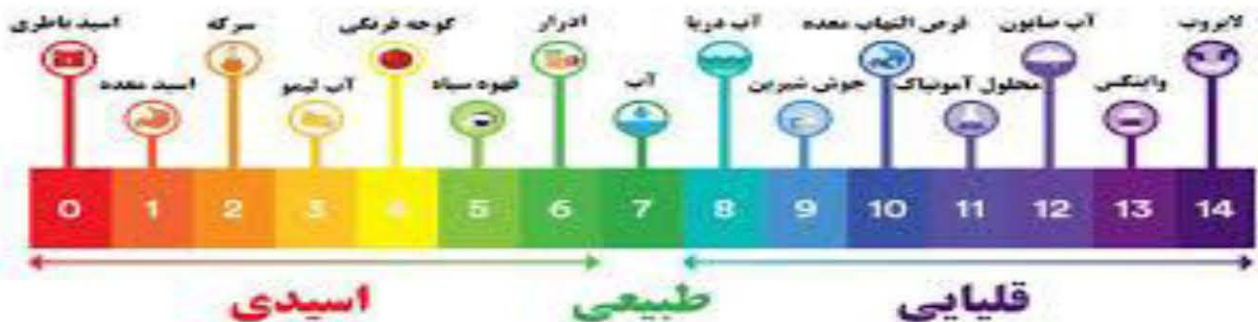 اسید باطری سرکه گوجه فرنگی ادرار آب دریا قرص التهاب معده آب صابون لایروب
اسید معده آب لیمو قهوه سیاه آب جوش شیرین محلول آمونیاک وایتکس
0 1 2 3 4 5 6 7 8 9 10 11 12 13 14
اسیدی طبیعی قلیایی